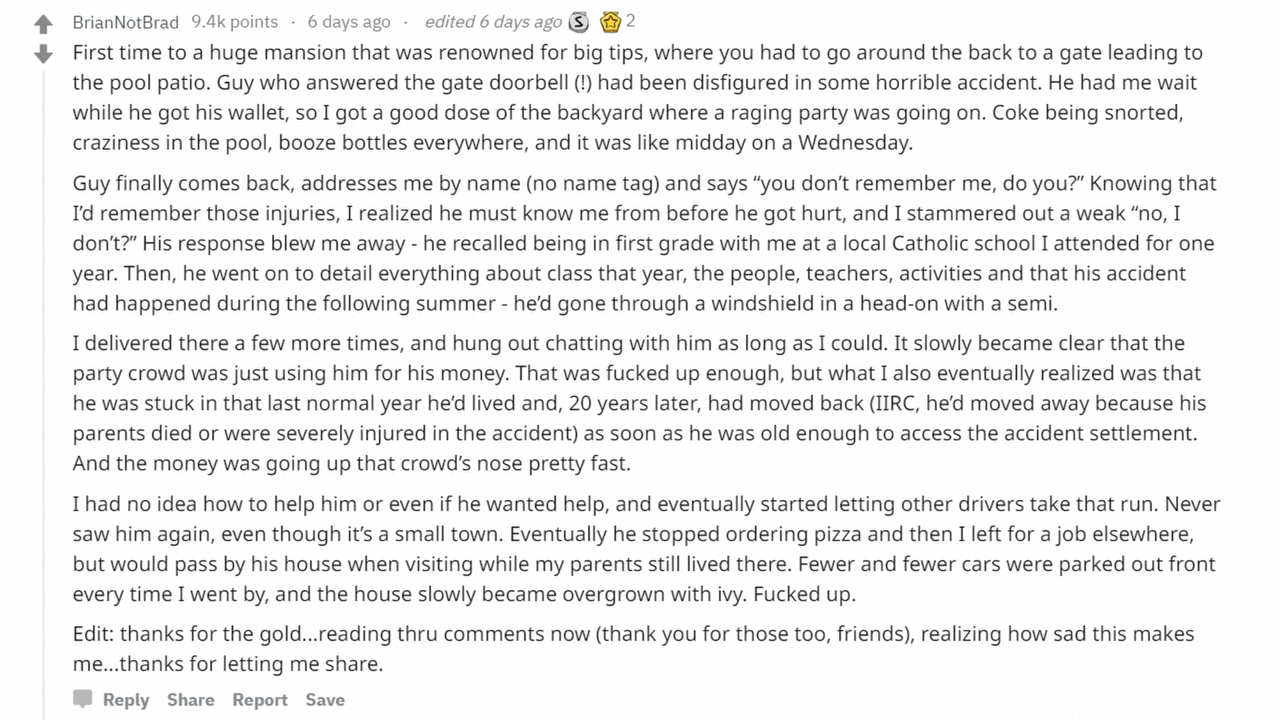 BrianNotBrad 9.4k points · 6 days ago · edited 6 days ago S 2
First time to a huge mansion that was renowned for big tips, where you had to go around the back to a gate leading to
the pool patio. Guy who answered the gate doorbell (!) had been disfigured in some horrible accident. He had me wait
while he got his wallet, so I got a good dose of the backyard where a raging party was going on. Coke being snorted,
craziness in the pool, booze bottles everywhere, and it was like midday on a Wednesday.
Guy finally comes back, addresses me by name (no name tag) and says “you don’t remember me, do you?” Knowing that
I’d remember those injuries, I realized he must know me from before he got hurt, and I stammered out a weak “no, I
don’t?” His response blew me away - he recalled being in first grade with me at a local Catholic school I attended for one
year. Then, he went on to detail everything about class that year, the people, teachers, activities and that his accident
had happened during the following summer - he’d gone through a windshield in a head-on with a semi.
I delivered there a few more times, and hung out chatting with him as long as I could. It slowly became clear that the
party crowd was just using him for his money. That was fucked up enough, but what I also eventually realized was that
he was stuck in that last normal year he’d lived and, 20 years later, had moved back (IIRC, he’d moved away because his
parents died or were severely injured in the accident) as soon as he was old enough to access the accident settlement.
And the money was going up that crowd’s nose pretty fast.
I had no idea how to help him or even if he wanted help, and eventually started letting other drivers take that run. Never
saw him again, even though it’s a small town. Eventually he stopped ordering pizza and then I left for a job elsewhere,
but would pass by his house when visiting while my parents still lived there. Fewer and fewer cars were parked out front
every time I went by, and the house slowly became overgrown with ivy. Fucked up.
Edit: thanks for the gold...reading thru comments now (thank you for those too, friends), realizing how sad this makes
me...thanks for letting me share.
Reply Share Report Save